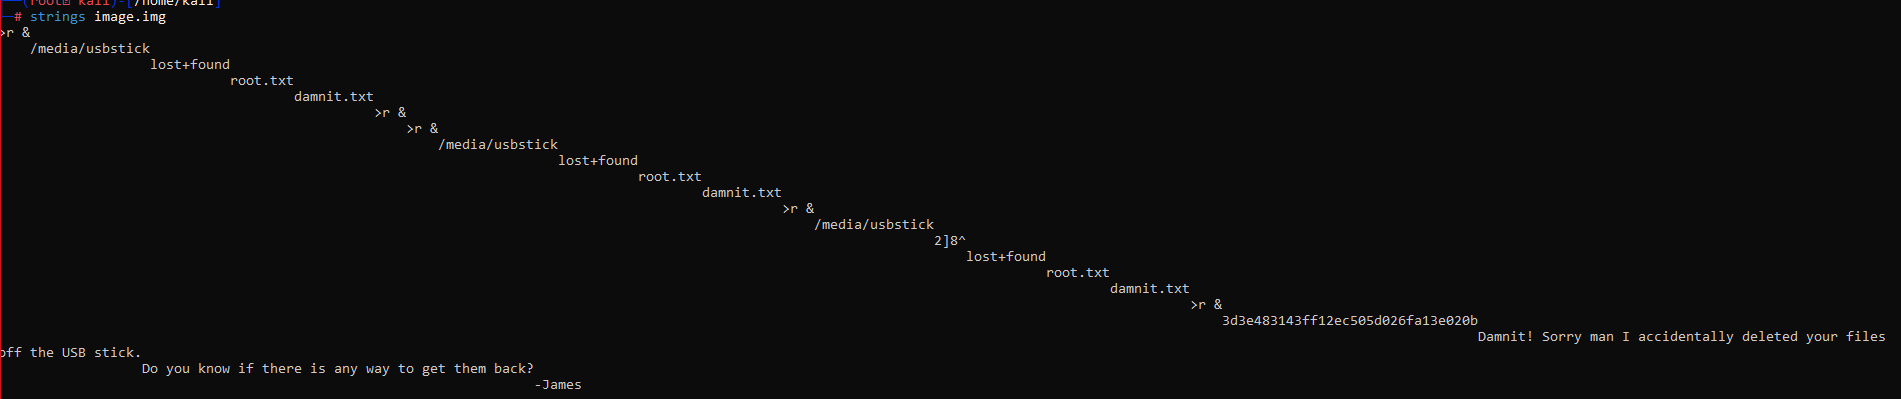 (root kali)-[/home/kali]
# strings image.img
>r &
/media/usbstick
lost+found
root.txt
damnit.txt
>r &
>r &
/media/usbstick
lost+found
root.txt
damnit.txt
>r &
/media/usbstick
2]8^
lost+found
root.txt
damnit.txt
>r &
3d3e483143ff12ec505d026fa13e020b
Damnit! Sorry man I accidentally deleted your files
off the USB stick.
Do you know if there is any way to get them back?
-James